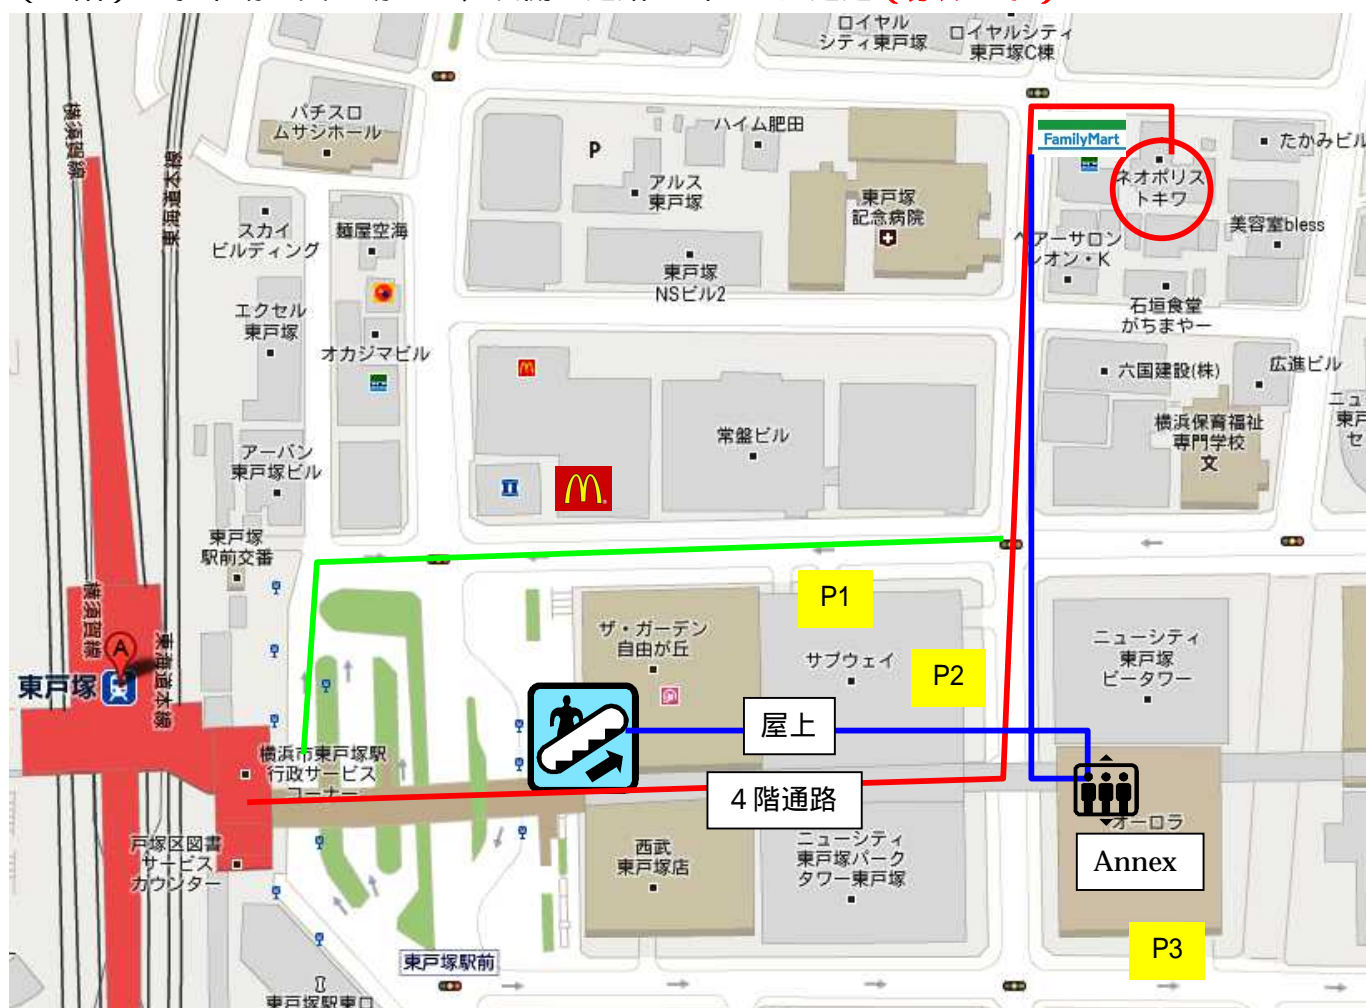 ロイヤル
シティ東戸塚
ロイヤルシティ
東戸塚C棟
パチスロ
ムサシホール
横須賀線
東海道本線
P
ハイム肥田
FamilyMart
たかみビル
アルス
東戸塚
東戸塚
記念病院
ネオポリス
トキワ
スカイ
ビルディング
麺屋空海
美容室bless
ヘアーサロン
レオン・K
東戸塚
NSビル2
エクセル
東戸塚
石垣食堂
がちまやー
オカジマビル
六国建設(株)
広進ビル
常盤ビル
横浜保育福祉
専門学校
文
ニュー
東戸
セ
アーバン
東戸塚ビル
東戸塚
駅前交番
P1
ザ・ガーデン
自由が丘
サブウェイ
P2
ニューシティ
東戸塚
ビータワー
横須賀線
東海道本線
A
東戸塚
屋上
横浜市東戸塚駅
行政サービス
コーナー
４階通路
オーロラ
Annex
戸塚区図書
サービス
カウンター
西武
東戸塚店
ニューシティ
東戸塚パーク
タワー東戸塚
P3
東戸塚駅前
東戸塚駅東口